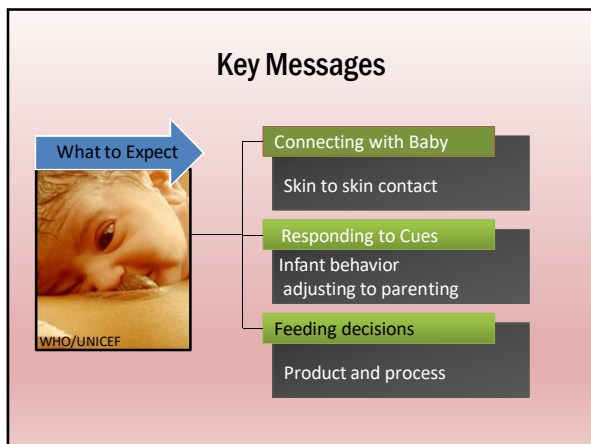 Key Messages
What to Expect
WHO/UNICEF
Connecting with Baby
Skin to skin contact
Responding to Cues
Infant behavior
adjusting to parenting
Feeding decisions
Product and process